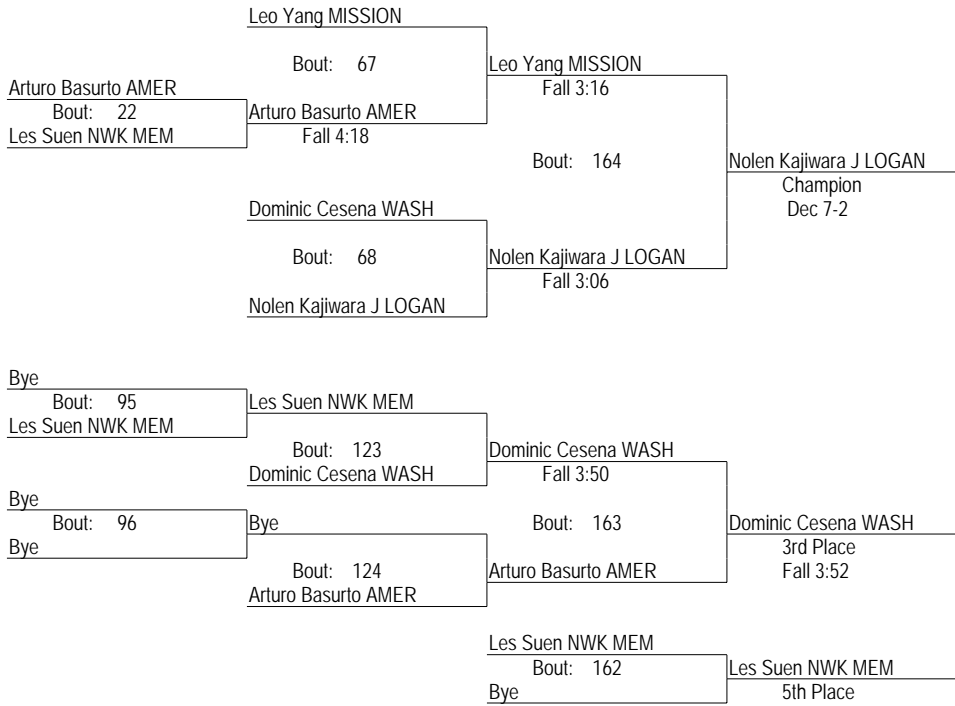 Leo Yang MISSION
Bout: 67
Leo Yang MISSION
Fall 3:16
Arturo Basurto AMER
Bout: 22
Les Suen NWK MEM
Arturo Basurto AMER
Fall 4:18
Bout: 164
Nolen Kajiwara J LOGAN
Champion
Dec 7-2
Dominic Cesena WASH
Bout: 68
Nolen Kajiwara J LOGAN
Fall 3:06
Nolen Kajiwara J LOGAN
Bye
Bout: 95
Les Suen NWK MEM
Les Suen NWK MEM
Bout: 123
Dominic Cesena WASH
Dominic Cesena WASH
Fall 3:50
Bye
Bout: 96
Bye
Bye
Bout: 163
Dominic Cesena WASH
3rd Place
Fall 3:52
Bout: 124
Arturo Basurto AMER
Arturo Basurto AMER
Les Suen NWK MEM
Bout: 162
Bye
Les Suen NWK MEM
5th Place